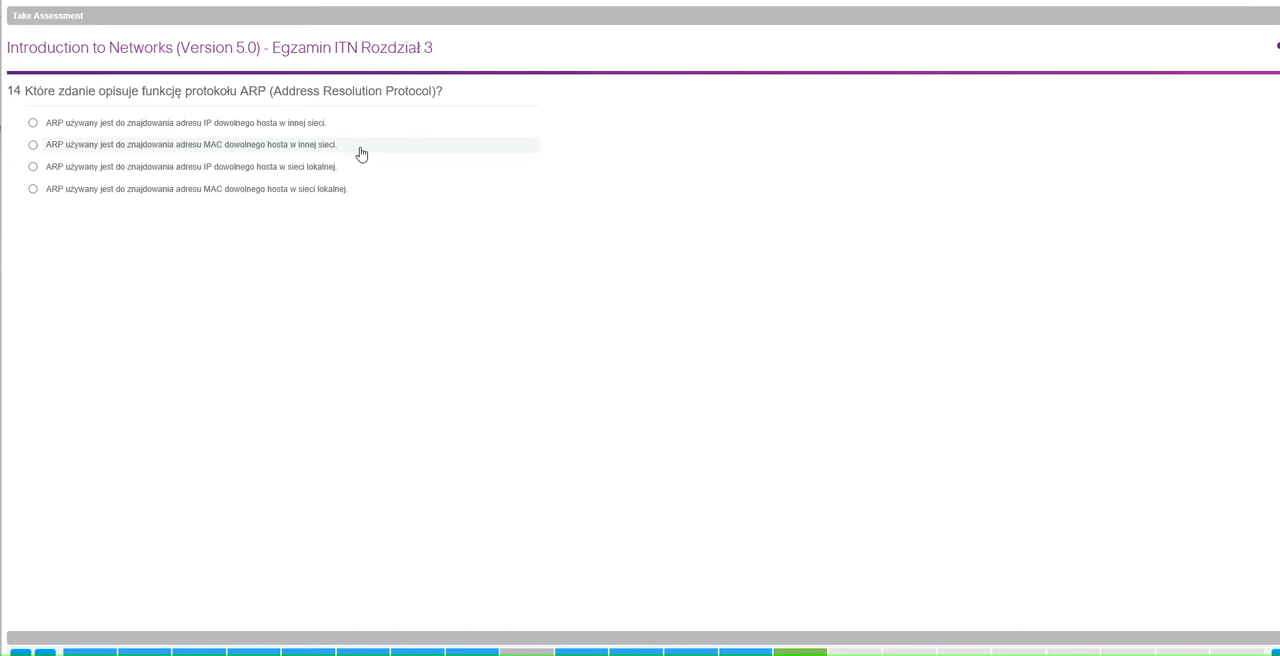 Take Assessment
Introduction to Networks (Version 5.0) - Egzamin ITN Rozdział 3
14 Które zdanie opisuje funkcję protokołu ARP (Address Resolution Protocol)?
ARP używany jest do znajdowania adresu IP dowolnego hosta w innej sieci.
ARP używany jest do znajdowania adresu MAC dowolnego hosta w innej sieci.
ARP używany jest do znajdowania adresu IP dowolnego hosta w sieci lokalnej.
ARP używany jest do znajdowania adresu MAC dowolnego hosta w sieci lokalnej.